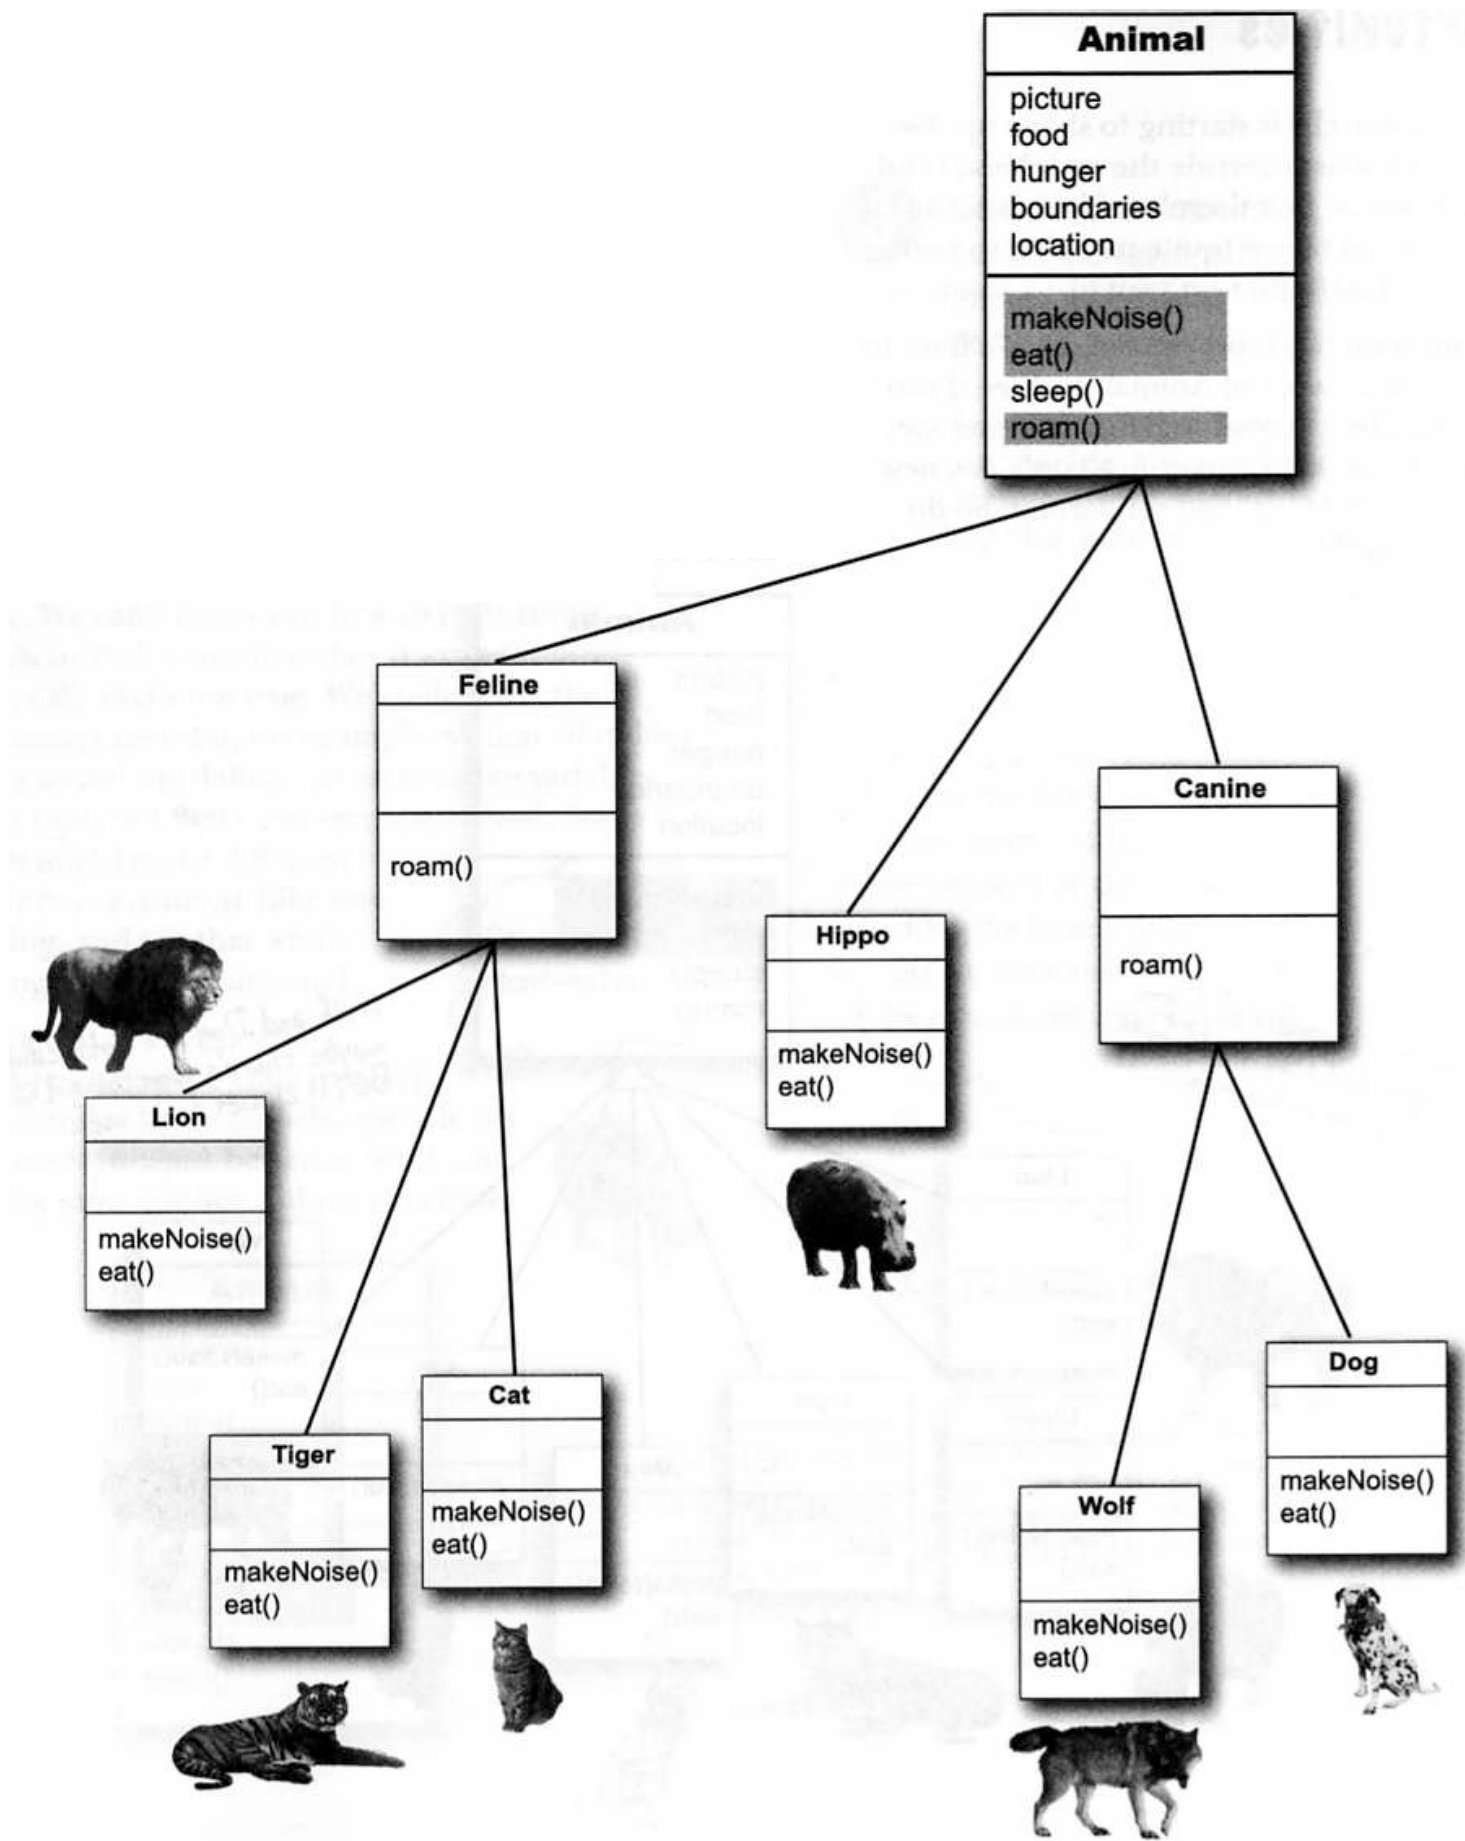 Animal
picture
food
hunger
boundaries
location
makeNoise()
eat()
sleep()
roam()
Feline
roam()
Canine
roam()
Hippo
makeNoise()
eat()
Lion
makeNoise()
eat()
Dog
makeNoise()
eat()
Cat
makeNoise()
eat()
Tiger
makeNoise()
eat()
Wolf
makeNoise()
eat()